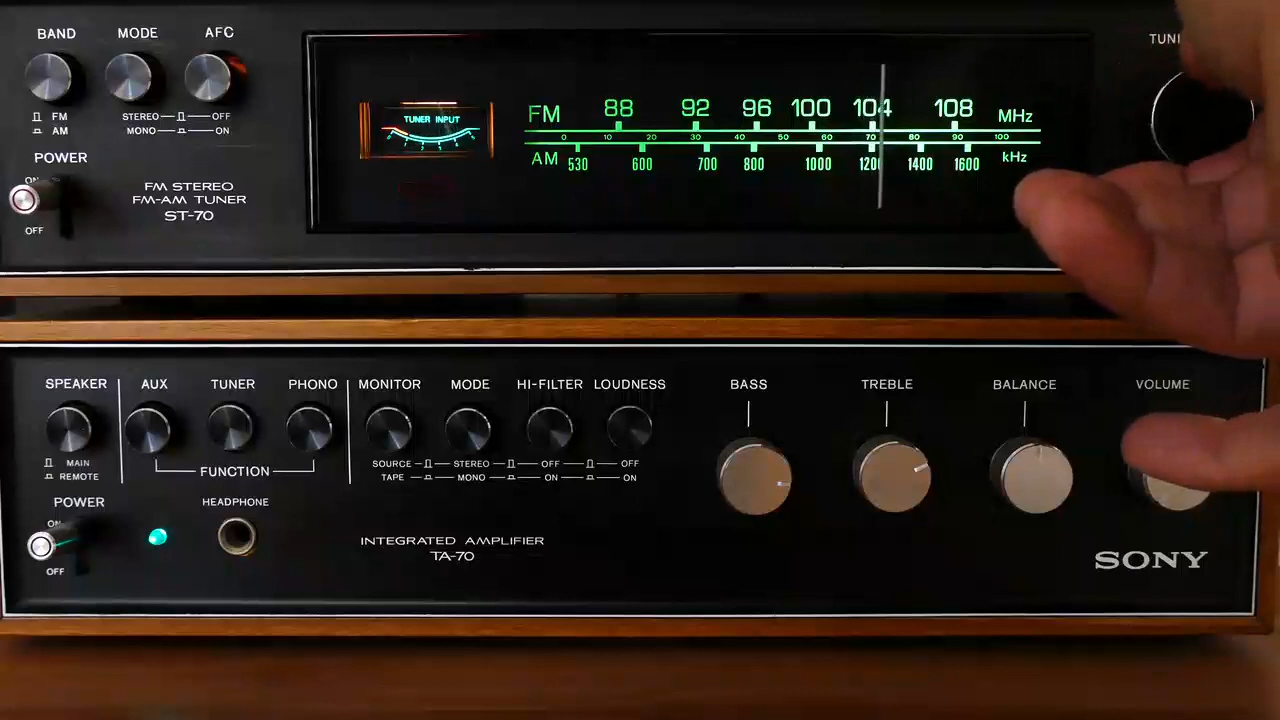 BAND MODE AFC
FM
AM
STEREO OFF
MONO ON
POWER
ON
OFF
FM STEREO
FM-AM TUNER
ST-70
TUNER INPUT
FM 88 92 96 100 104 108 MHz
0 10 20 30 40 50 60 70 80 90 100
AM 530 600 700 800 1000 1200 1400 1600 kHz
SPEAKER AUX TUNER PHONO MONITOR MODE HI-FILTER LOUDNESS BASS TREBLE BALANCE VOLUME
MAIN
REMOTE
FUNCTION
SOURCE STEREO OFF OFF
TAPE MONO ON ON
POWER
ON
OFF
HEADPHONE
INTEGRATED AMPLIFIER
TA-70
SONY